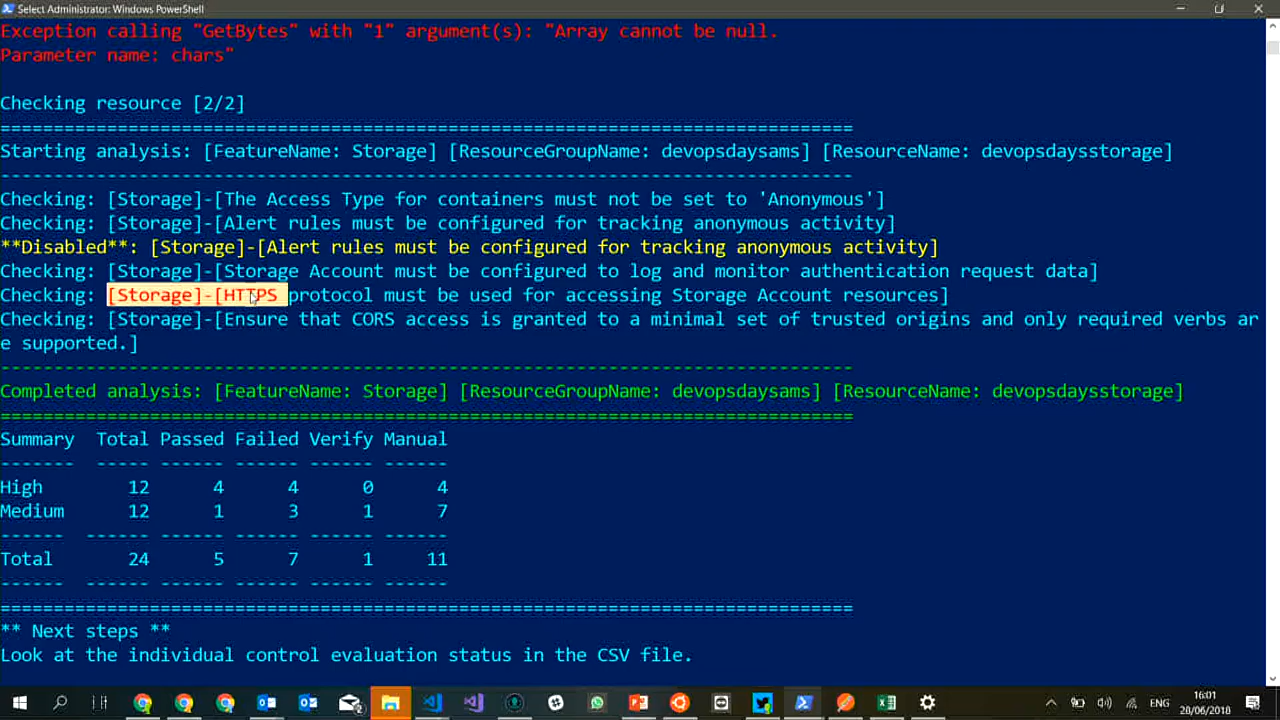 Select Administrator: Windows PowerShell
Exception calling "GetBytes" with "1" argument(s): "Array cannot be null.
Parameter name: chars"
Checking resource [2/2]
================================================================================
Starting analysis: [FeatureName: Storage] [ResourceGroupName: devopsdaysams] [ResourceName: devopsdaysstorage]
--------------------------------------------------------------------------------
Checking: [Storage]-[The Access Type for containers must not be set to 'Anonymous']
Checking: [Storage]-[Alert rules must be configured for tracking anonymous activity]
**Disabled**: [Storage]-[Alert rules must be configured for tracking anonymous activity]
Checking: [Storage]-[Storage Account must be configured to log and monitor authentication request data]
Checking: [Storage]-[HTTPS protocol must be used for accessing Storage Account resources]
Checking: [Storage]-[Ensure that CORS access is granted to a minimal set of trusted origins and only required verbs ar
e supported.]
--------------------------------------------------------------------------------
Completed analysis: [FeatureName: Storage] [ResourceGroupName: devopsdaysams] [ResourceName: devopsdaysstorage]
================================================================================
Summary Total Passed Failed Verify Manual
------- ----- ------ ------ ------ ------
High 12 4 4 0 4
Medium 12 1 3 1 7
------ ------ ------ ------ ------ ------
Total 24 5 7 1 11
------ ------ ------ ------ ------ ------
================================================================================
** Next steps **
Look at the individual control evaluation status in the CSV file.
ENG
16:01
28/06/2018